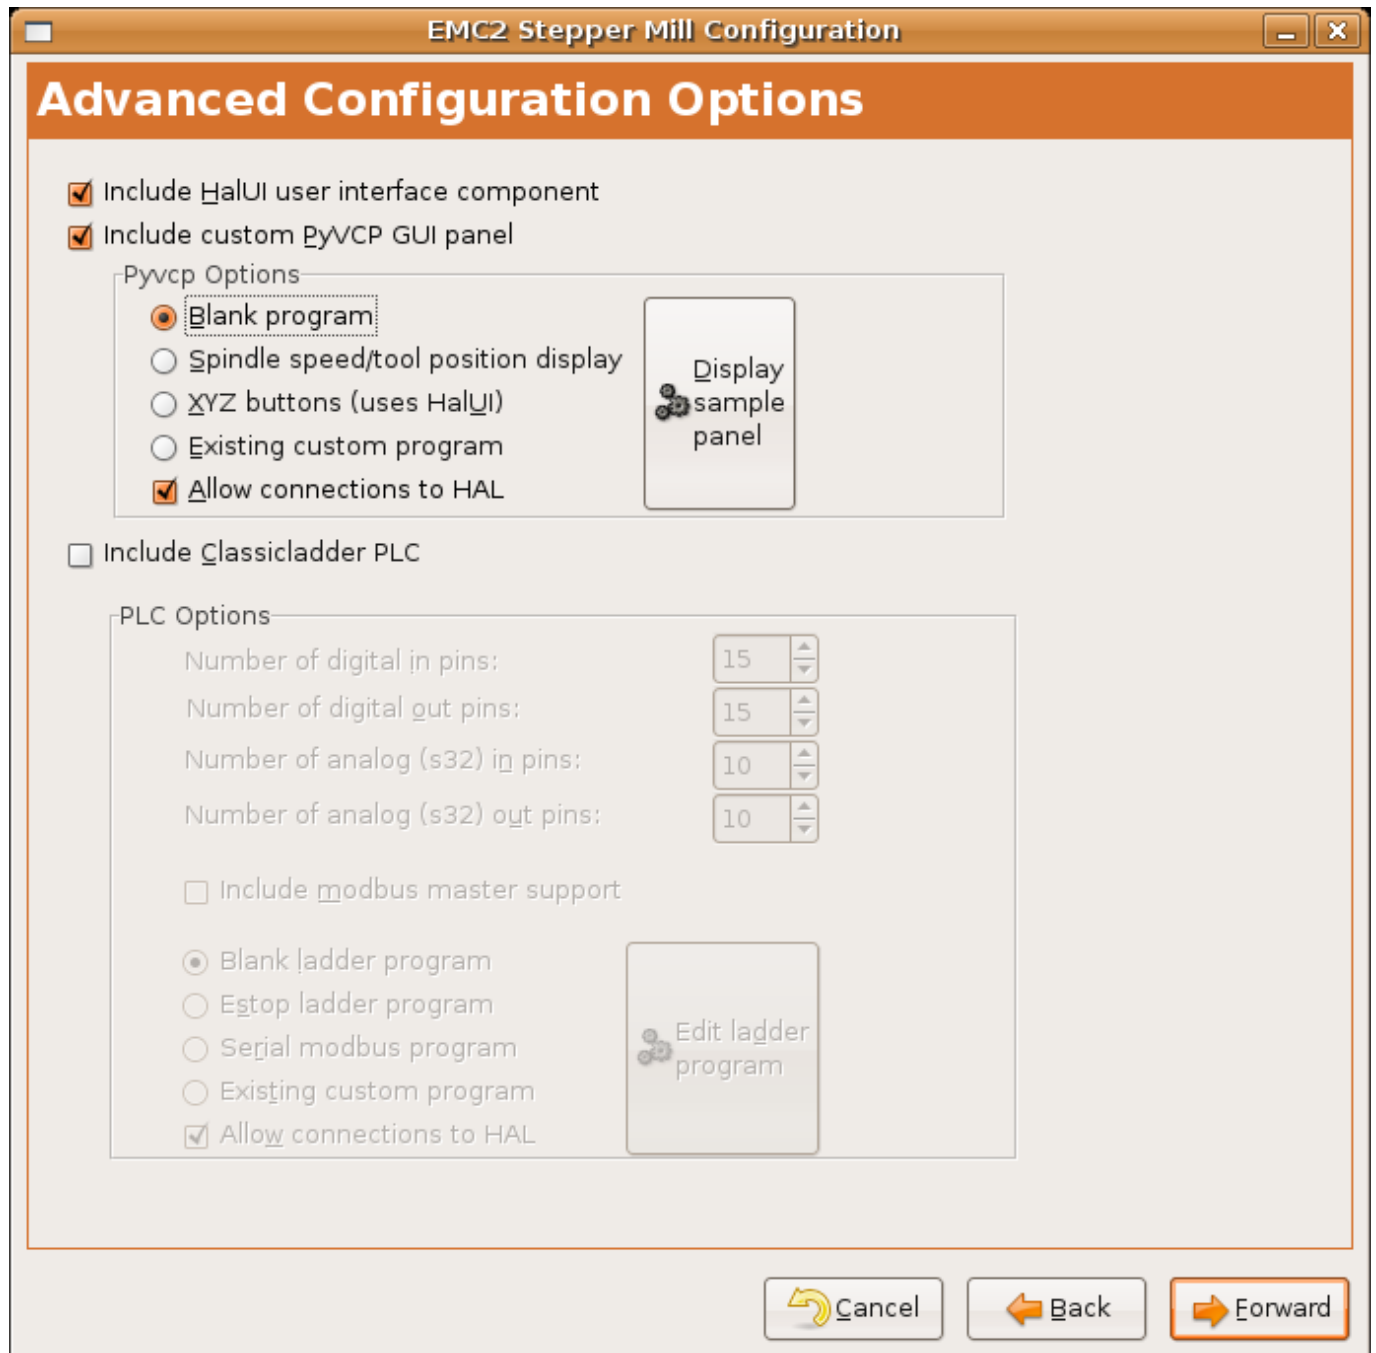 EMC2 Stepper Mill Configuration
Advanced Configuration Options
Include HalUI user interface component
Include custom PyVCP GUI panel
Pyvcp Options
Blank program
Spindle speed/tool position display
XYZ buttons (uses HalUI)
Existing custom program
Allow connections to HAL
Display
sample
panel
Include Classicladder PLC
PLC Options
Number of digital in pins: 15
Number of digital out pins: 15
Number of analog (s32) in pins: 10
Number of analog (s32) out pins: 10
Include modbus master support
Blank ladder program
Estop ladder program
Serial modbus program
Existing custom program
Allow connections to HAL
Edit ladder
program
Cancel Back Forward